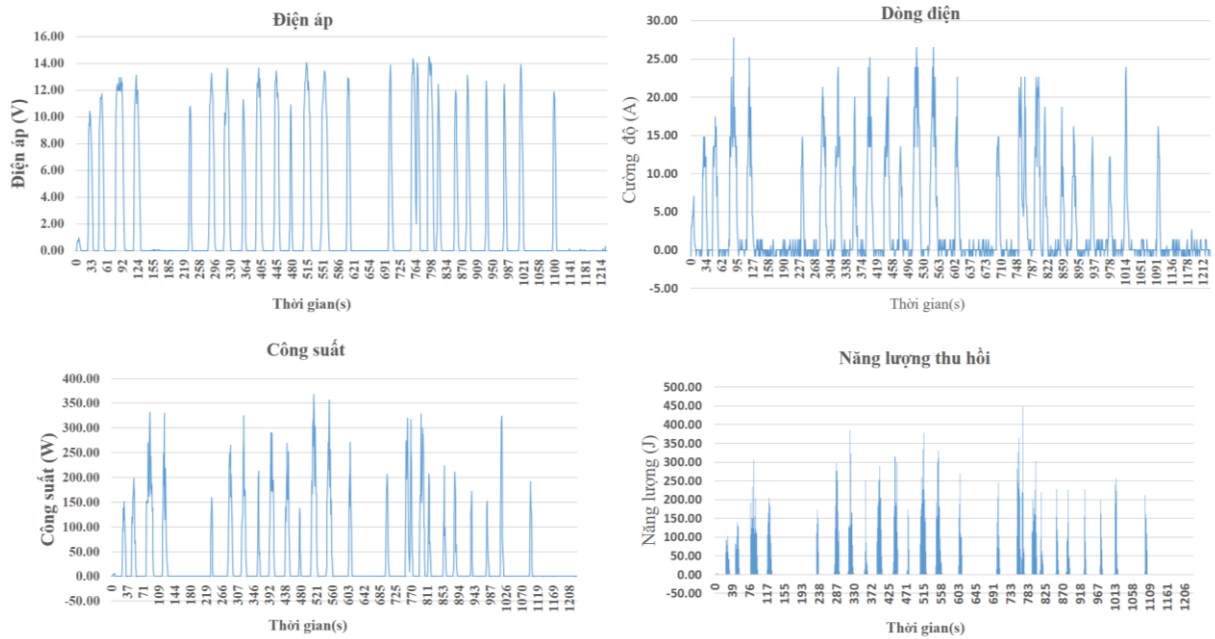 Điện áp
16.00
14.00
12.00
10.00
8.00
6.00
4.00
2.00
0.00
Điện áp (V)
0 33 62 92 124 155 185 219 258 298 330 364 405 445 480 515 551 586 621 654 691 725 764 798 834 870 909 950 987 1021 1058 1100 1141 1181 1214
Thời gian(s)
Dòng điện
30.00
25.00
20.00
15.00
10.00
5.00
0.00
-5.00
Cường độ (A)
0 34 62 95 127 158 190 227 268 304 338 374 419 458 496 530 563 602 637 673 710 748 787 822 859 895 937 978 1014 1051 1091 1136 1178 1212
Thời gian(s)
Công suất
400.00
350.00
300.00
250.00
200.00
150.00
100.00
50.00
0.00
-50.00
Công suất (W)
0 37 71 109 144 179 219 266 307 346 392 438 480 521 561 603 642 685 770 811 853 894 943 987 1026 1070 1119 1169 1208
Thời gian(s)
Năng lượng thu hồi
500.00
450.00
400.00
350.00
300.00
250.00
200.00
150.00
100.00
50.00
0.00
-50.00
Năng lượng (J)
0 39 76 117 155 193 238 287 330 372 425 471 515 558 603 645 691 735 783 825 870 918 967 1013 1058 1109 1161 1206
Thời gian(s)